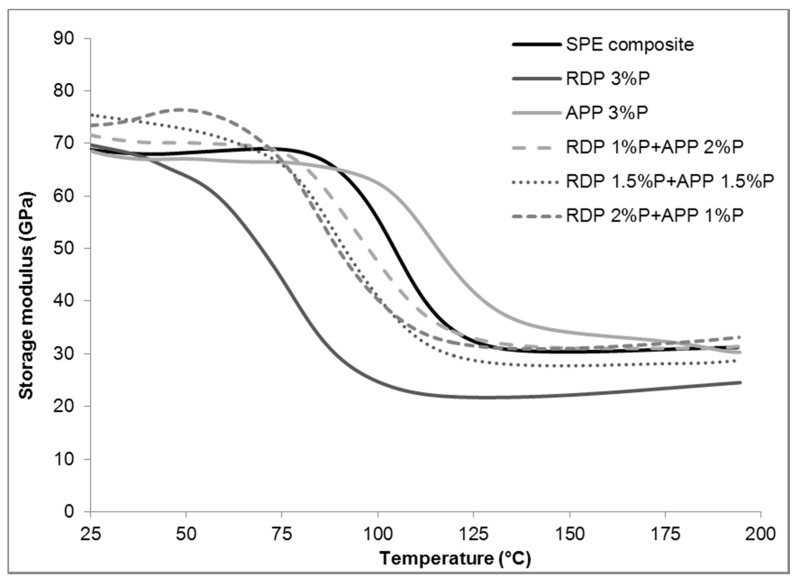 90
80
70
60
50
40
30
20
10
0
Storage modulus (GPa)
SPE composite
RDP 3%P
APP 3%P
RDP 1%P+APP 2%P
RDP 1.5%P+APP 1.5%P
RDP 2%P+APP 1%P
25 50 75 100 125 150 175 200
Temperature (°C)